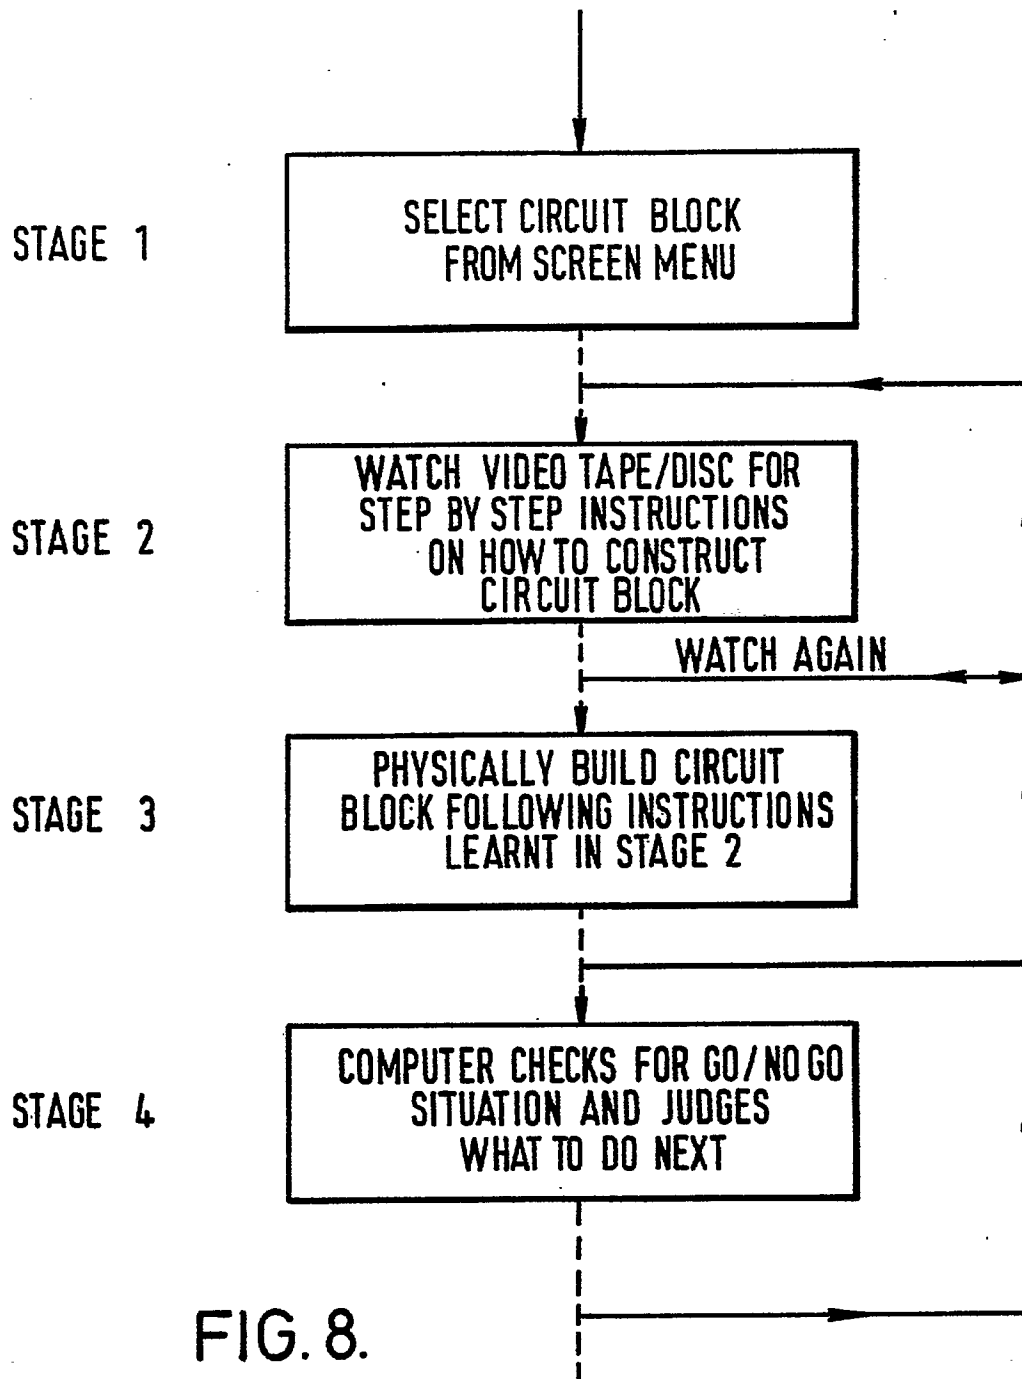 STAGE 1
SELECT CIRCUIT BLOCK
FROM SCREEN MENU
STAGE 2
WATCH VIDEO TAPE/DISC FOR
STEP BY STEP INSTRUCTIONS
ON HOW TO CONSTRUCT
CIRCUIT BLOCK
WATCH AGAIN
STAGE 3
PHYSICALLY BUILD CIRCUIT
BLOCK FOLLOWING INSTRUCTIONS
LEARNT IN STAGE 2
STAGE 4
COMPUTER CHECKS FOR GO/NO GO
SITUATION AND JUDGES
WHAT TO DO NEXT
FIG. 8.